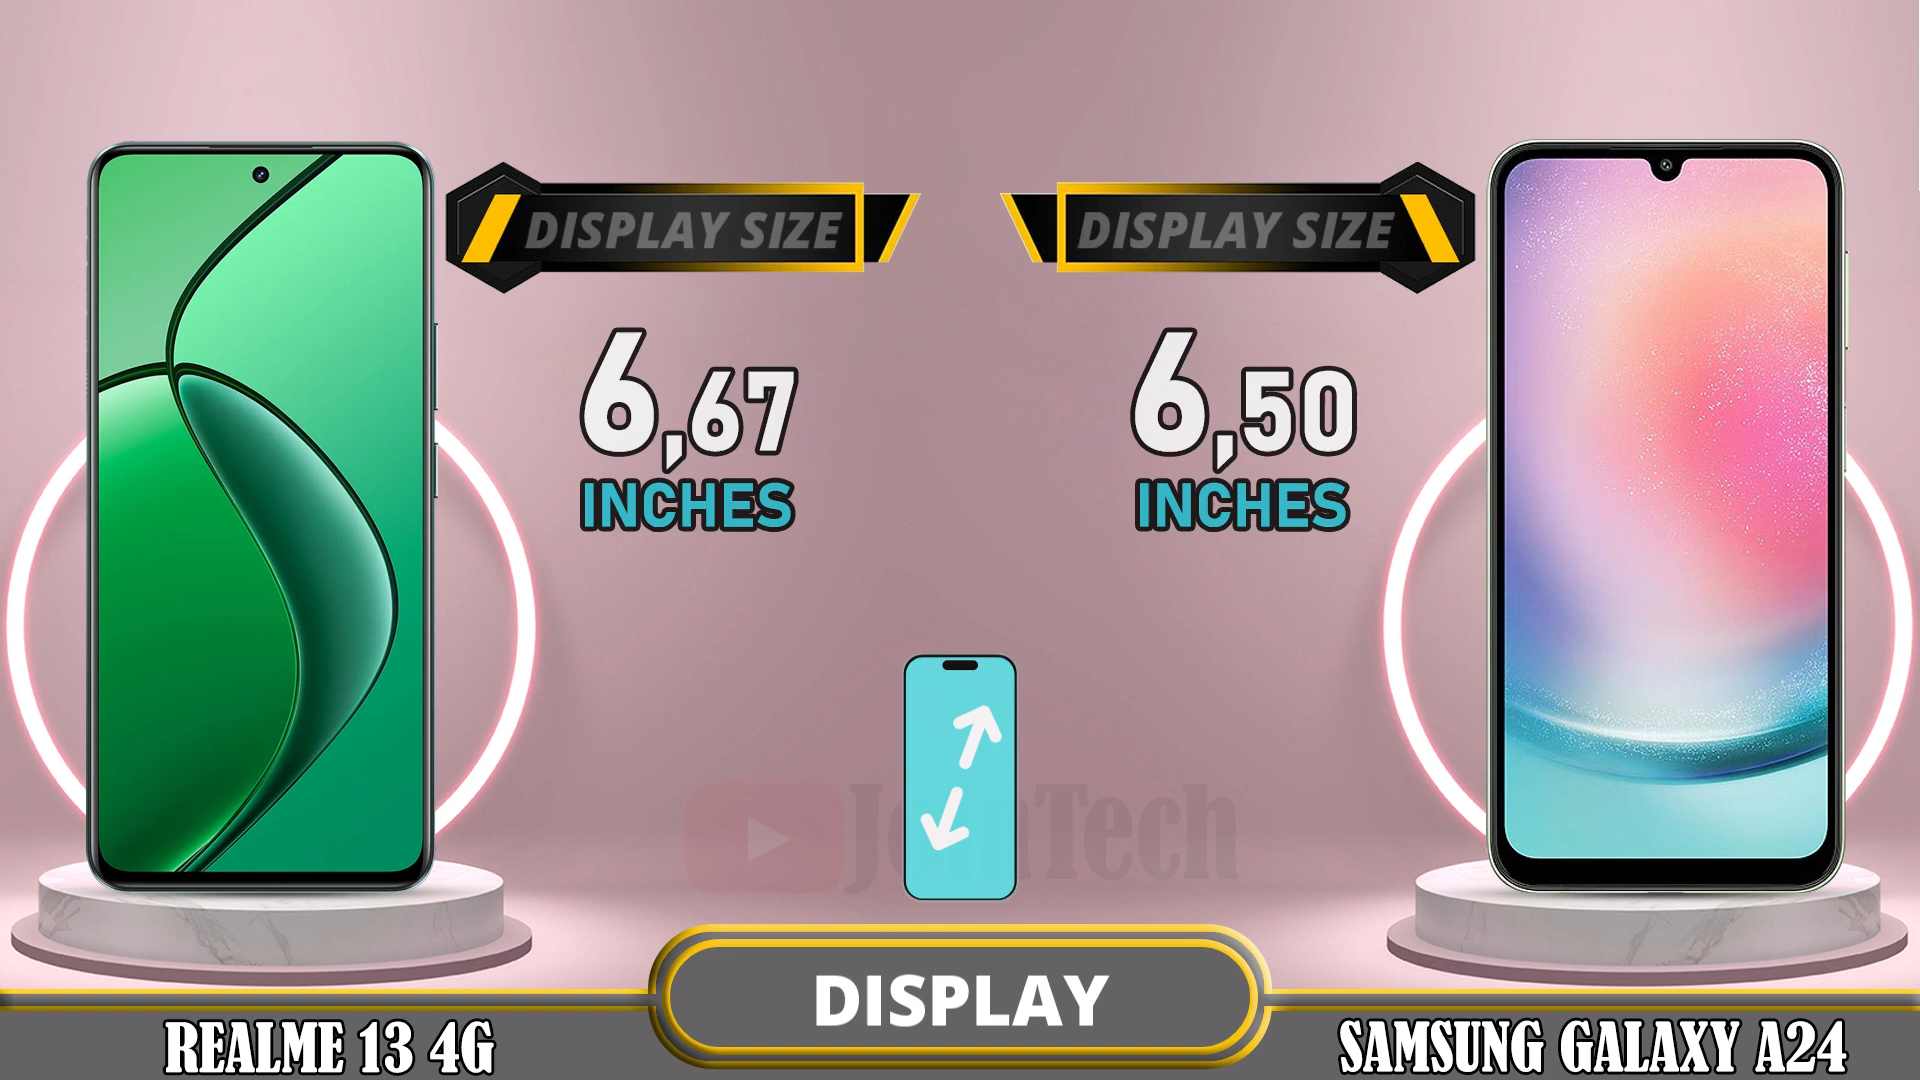 DISPLAY SIZE
DISPLAY SIZE
6,67
INCHES
6,50
INCHES
DISPLAY
REALME 13 4G
SAMSUNG GALAXY A24